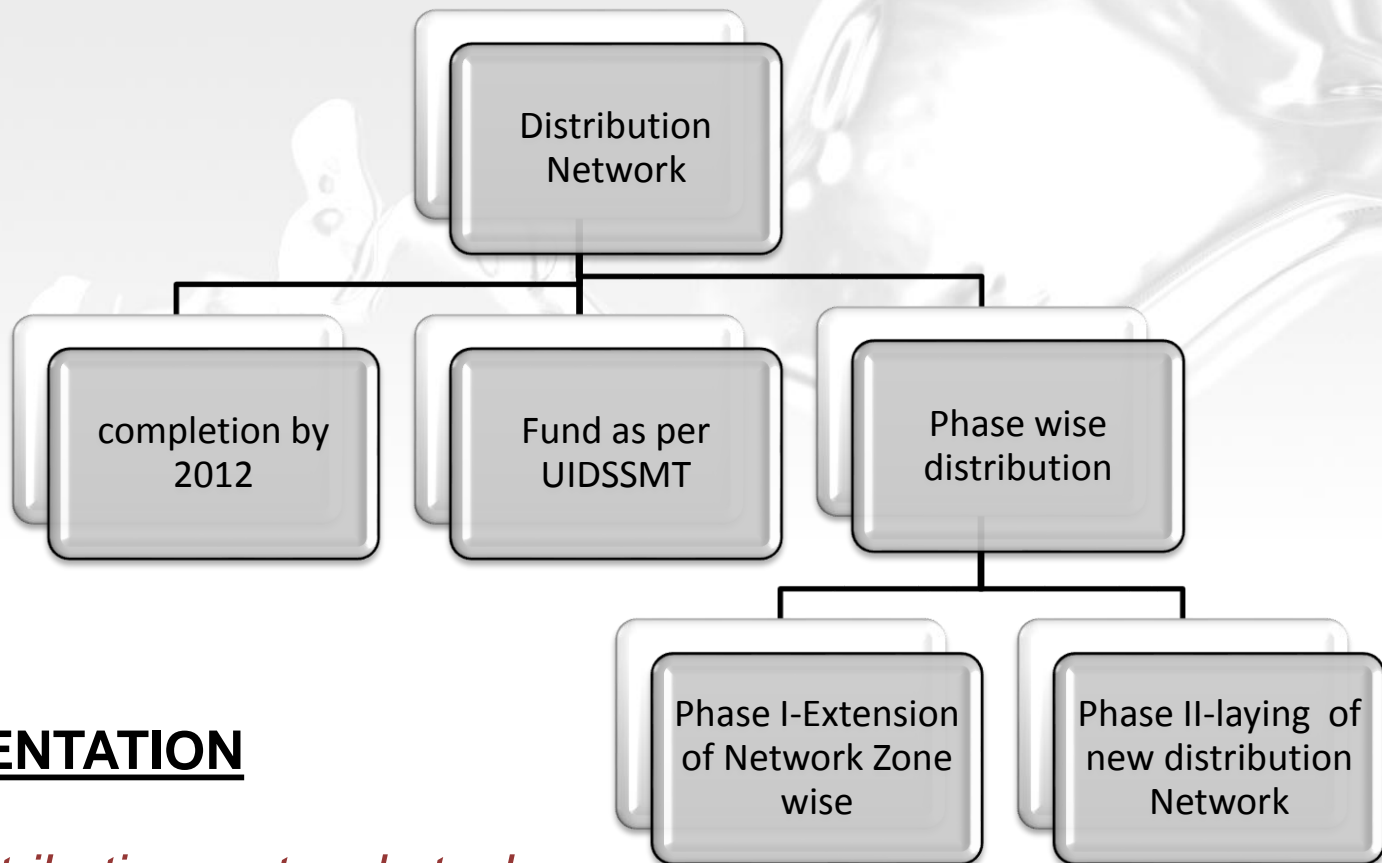 Distribution
Network
completion by
2012
Fund as per
UIDSSMT
Phase wise
distribution
Phase I-Extension
of Network Zone
wise
Phase II-laying of
new distribution
Network
ENTATION